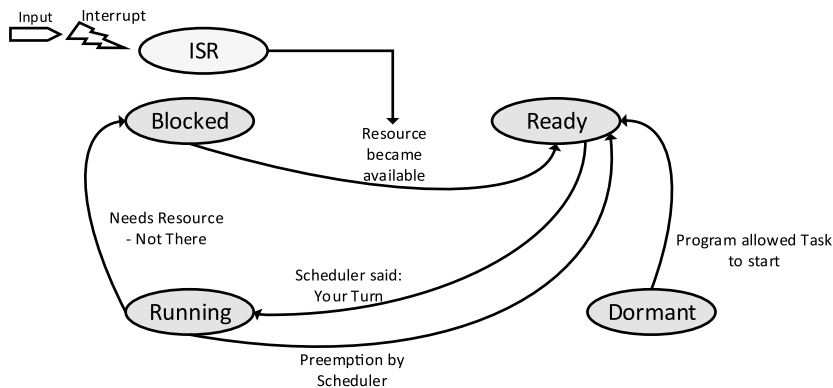 Input
Interrupt
ISR
Blocked
Ready
Resource
became
available
Needs Resource
- Not There
Program allowed Task
to start
Scheduler said:
Your Turn
Running
Dormant
Preemption by
Scheduler